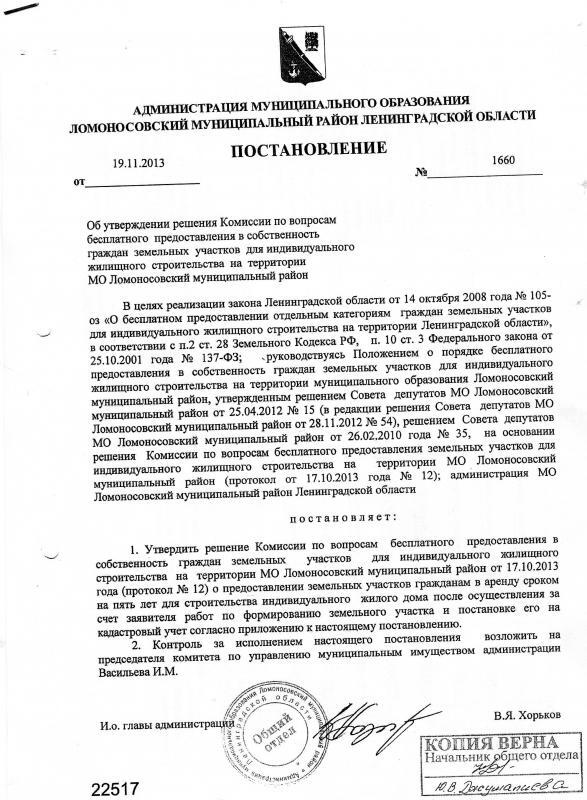 АДМИНИСТРАЦИЯ МУНИЦИПАЛЬНОГО ОБРАЗОВАНИЯ
ЛОМОНОСОВСКИЙ МУНИЦИПАЛЬНЫЙ РАЙОН ЛЕНИНГРАДСКОЙ ОБЛАСТИ
ПОСТАНОВЛЕНИЕ
от 19.11.2013 № 1660
Об утверждении решения Комиссии по вопросам
бесплатного предоставления в собственность
граждан земельных участков для индивидуального
жилищного строительства на территории
МО Ломоносовский муниципальный район
В целях реализации закона Ленинградской области от 14 октября 2008 года № 105-
оз «О бесплатном предоставлении отдельным категориям граждан земельных участков
для индивидуального жилищного строительства на территории Ленинградской области»,
в соответствии с п.2 ст. 28 Земельного Кодекса РФ, п. 10 ст. 3 Федерального закона от
25.10.2001 года № 137-ФЗ; руководствуясь Положением о порядке бесплатного
предоставления в собственность граждан земельных участков для индивидуального
жилищного строительства на территории муниципального образования Ломоносовский
муниципальный район, утвержденным решением Совета депутатов МО Ломоносовский
муниципальный район от 25.04.2012 № 15 (в редакции решения Совета депутатов МО
Ломоносовский муниципальный район от 28.11.2012 № 54), решением Совета депутатов
МО Ломоносовский муниципальный район от 26.02.2010 года № 35, на основании
решения Комиссии по вопросам бесплатного предоставления земельных участков для
индивидуального жилищного строительства на территории МО Ломоносовский
муниципальный район (протокол от 17.10.2013 года № 12); администрация МО
Ломоносовский муниципальный район Ленинградской области
постановляет:
1. Утвердить решение Комиссии по вопросам бесплатного предоставления в
собственность граждан земельных участков для индивидуального жилищного
строительства на территории МО Ломоносовский муниципальный район от 17.10.2013
года (протокол № 12) о предоставлении земельных участков гражданам в аренду сроком
на пять лет для строительства индивидуального жилого дома после осуществления за
счет заявителя работ по формированию земельного участка и постановке его на
кадастровый учет согласно приложению к настоящему постановлению.
2. Контроль за исполнением настоящего постановления возложить на
председателя комитета по управлению муниципальным имуществом администрации
Васильева И.М.
И.о. главы администрации В.Я. Хорьков
Общий
отдел
КОПИЯ ВЕРНА
Начальник общего отдела
22517